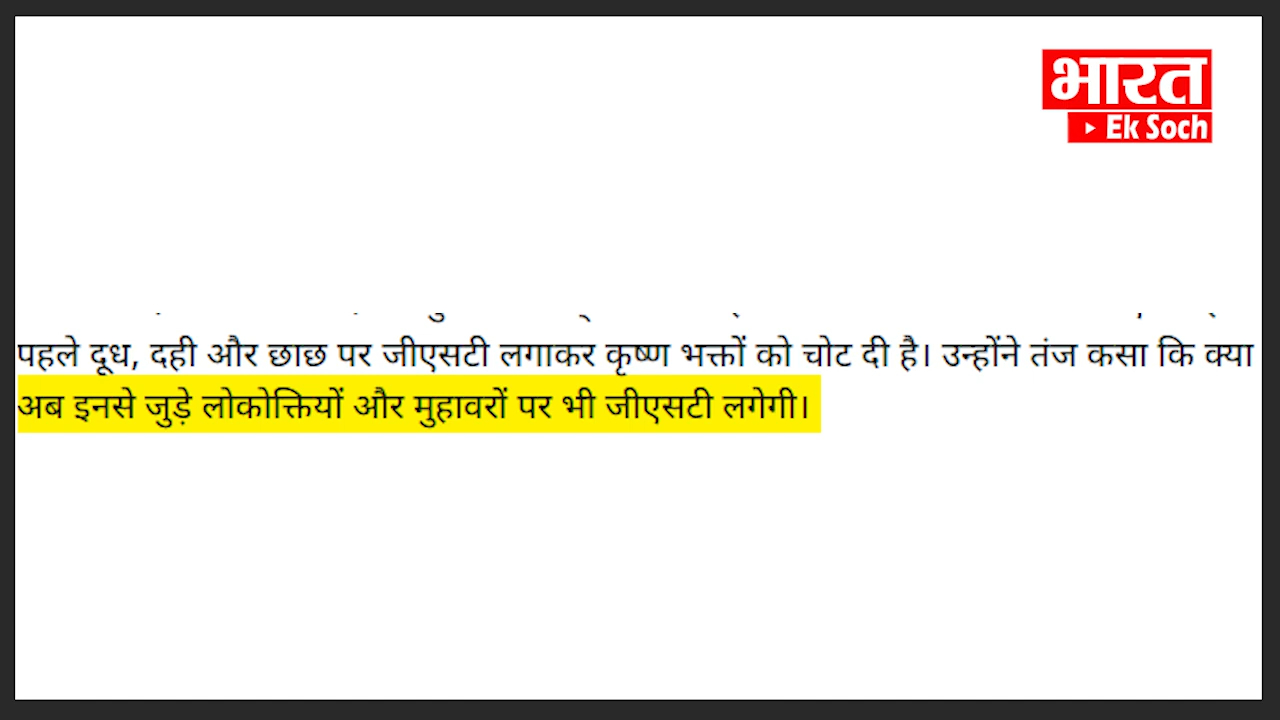 भारत
Ek Soch
पहले दूध, दही और छाछ पर जीएसटी लगाकर कृष्ण भक्तों को चोट दी है। उन्होंने तंज कसा कि क्या
अब इनसे जुड़े लोकोक्तियों और मुहावरों पर भी जीएसटी लगेगी।